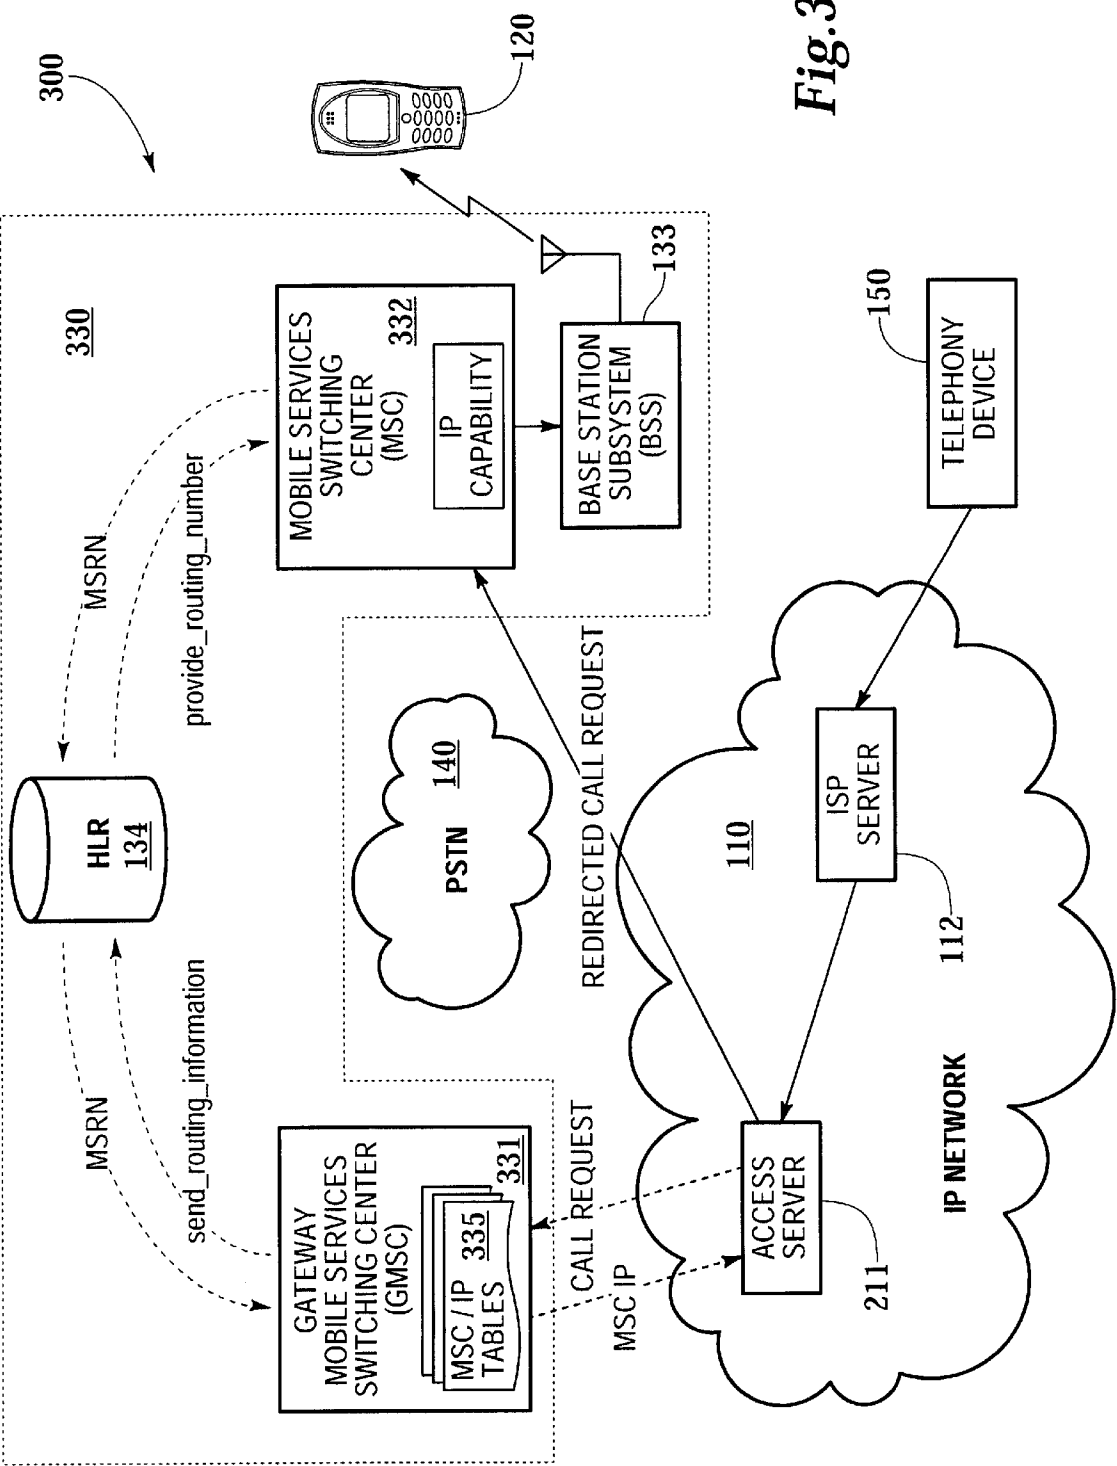 300
330
HLR
134
MSRN
MSRN
send_routing_information
provide_routing_number
GATEWAY
MOBILE SERVICES
SWITCHING CENTER
(GMSC)
331
MSC / IP
TABLES
335
MOBILE SERVICES
SWITCHING
CENTER
(MSC)
332
IP
CAPABILITY
120
PSTN
140
BASE STATION
SUBSYSTEM
(BSS)
133
CALL REQUEST
MSC IP
REDIRECTED CALL REQUEST
110
ACCESS
SERVER
211
ISP
SERVER
112
IP NETWORK
TELEPHONY
DEVICE
150
Fig.3